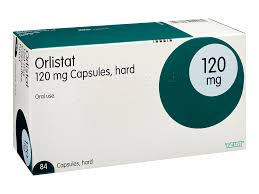 Orlistat
120 mg Capsules, hard
Oral use.
120
mg
84 Capsules, hard